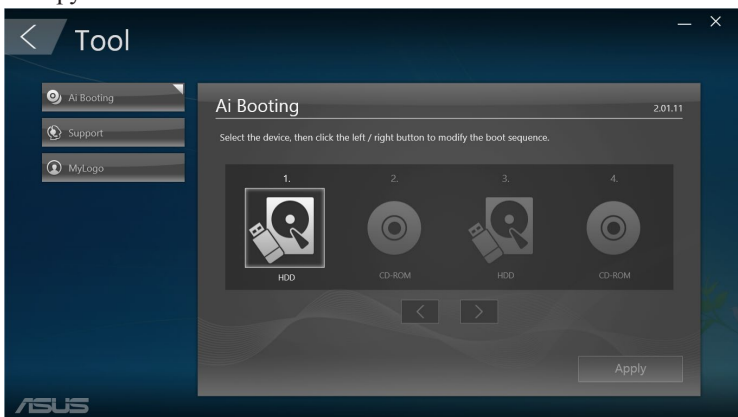 Tool
Ai Booting
Support
MyLogo
Ai Booting
2.01.11
Select the device, then click the left / right button to modify the boot sequence.
1.
2.
3.
4.
HDD
CD-ROM
HDD
CD-ROM
Apply
ASUS